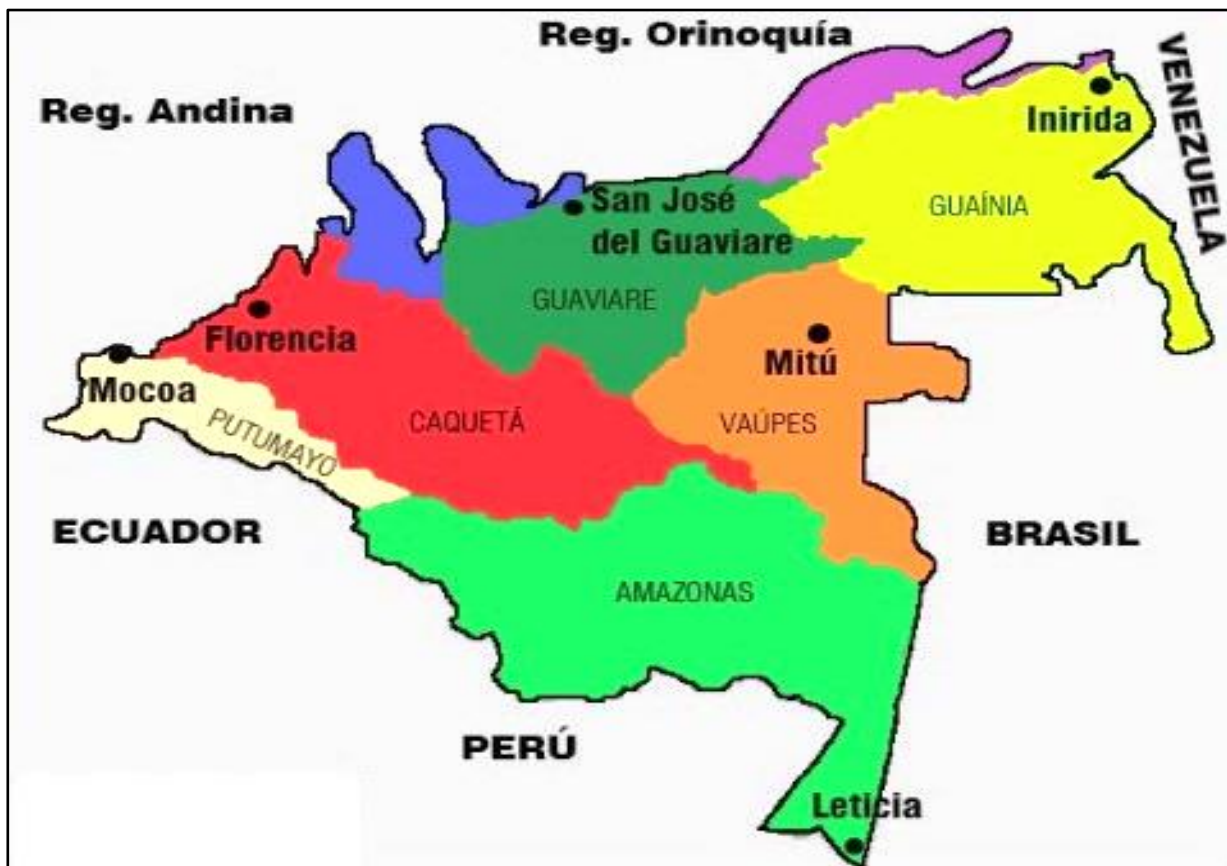 Reg. Orinoquía
VENEZUELA
Reg. Andina
Inirida
San José
del Guaviare
GUAÍNIA
GUAVIARE
Florencia
Mitú
Mocoa
PUTUMAYO
CAQUETÁ
VAÚPES
ECUADOR
BRASIL
AMAZONAS
PERÚ
Leticia